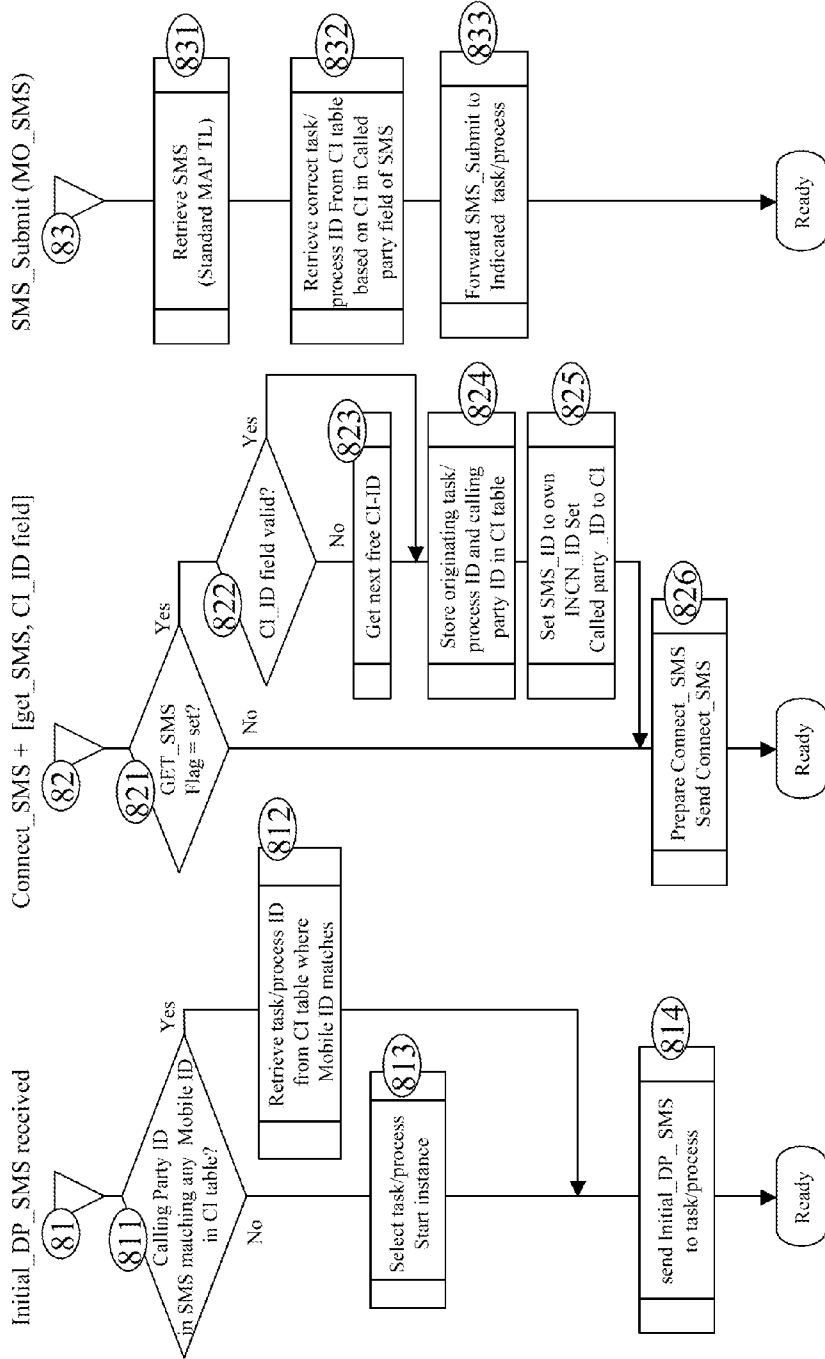 Initial_DP_SMS received
81
811
Calling Party ID
in SMS matching any Mobile ID
in CI table?
Yes
No
812
Retrieve task/process ID
from CI table where
Mobile ID matches
813
Select task/process
Start instance
814
send Initial_DP_SMS
to task/process
Ready
Connect_SMS + [get_SMS, CI_ID field]
82
821
GET_SMS
Flag = set?
Yes
No
822
CI_ID field valid?
Yes
No
823
Get next free CI-ID
824
Store originating task/
process ID and calling
party ID in CI table
825
Set SMS_ID to own
INCN_ID Set
Called party _ID to CI
826
Prepare Connect_SMS
Send Connect_SMS
Ready
SMS_Submit (MO_SMS)
83
831
Retrieve SMS
(Standard MAP TL)
832
Retrieve correct task/
process ID From CI table
based on CI in Called
party field of SMS
833
Forward SMS_Submit to
Indicated task/process
Ready